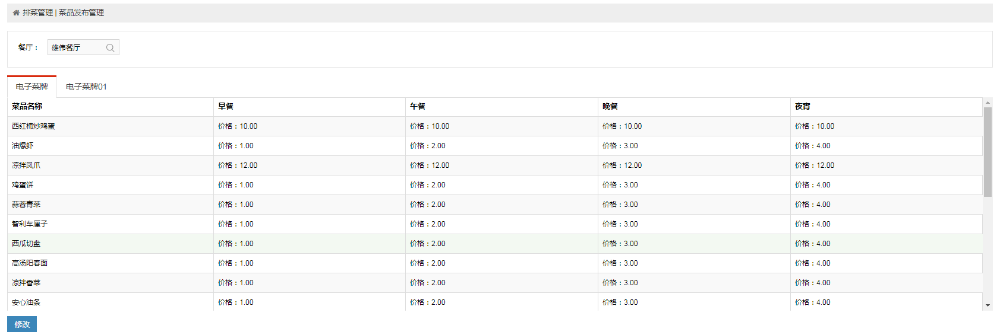 排菜管理 | 菜品发布管理
餐厅： 雄伟餐厅
电子菜牌 电子菜牌01
菜品名称 早餐 午餐 晚餐 夜宵
西红柿炒鸡蛋 价格：10.00 价格：10.00 价格：10.00 价格：10.00
油爆虾 价格：1.00 价格：2.00 价格：3.00 价格：4.00
凉拌凤爪 价格：12.00 价格：12.00 价格：12.00 价格：12.00
鸡蛋饼 价格：1.00 价格：2.00 价格：3.00 价格：4.00
蒜蓉青菜 价格：1.00 价格：2.00 价格：3.00 价格：4.00
智利车厘子 价格：1.00 价格：2.00 价格：3.00 价格：4.00
西瓜切盘 价格：1.00 价格：2.00 价格：3.00 价格：4.00
高汤阳春面 价格：1.00 价格：2.00 价格：3.00 价格：4.00
凉拌香菜 价格：1.00 价格：2.00 价格：3.00 价格：4.00
安心油条 价格：1.00 价格：2.00 价格：3.00 价格：4.00
修改